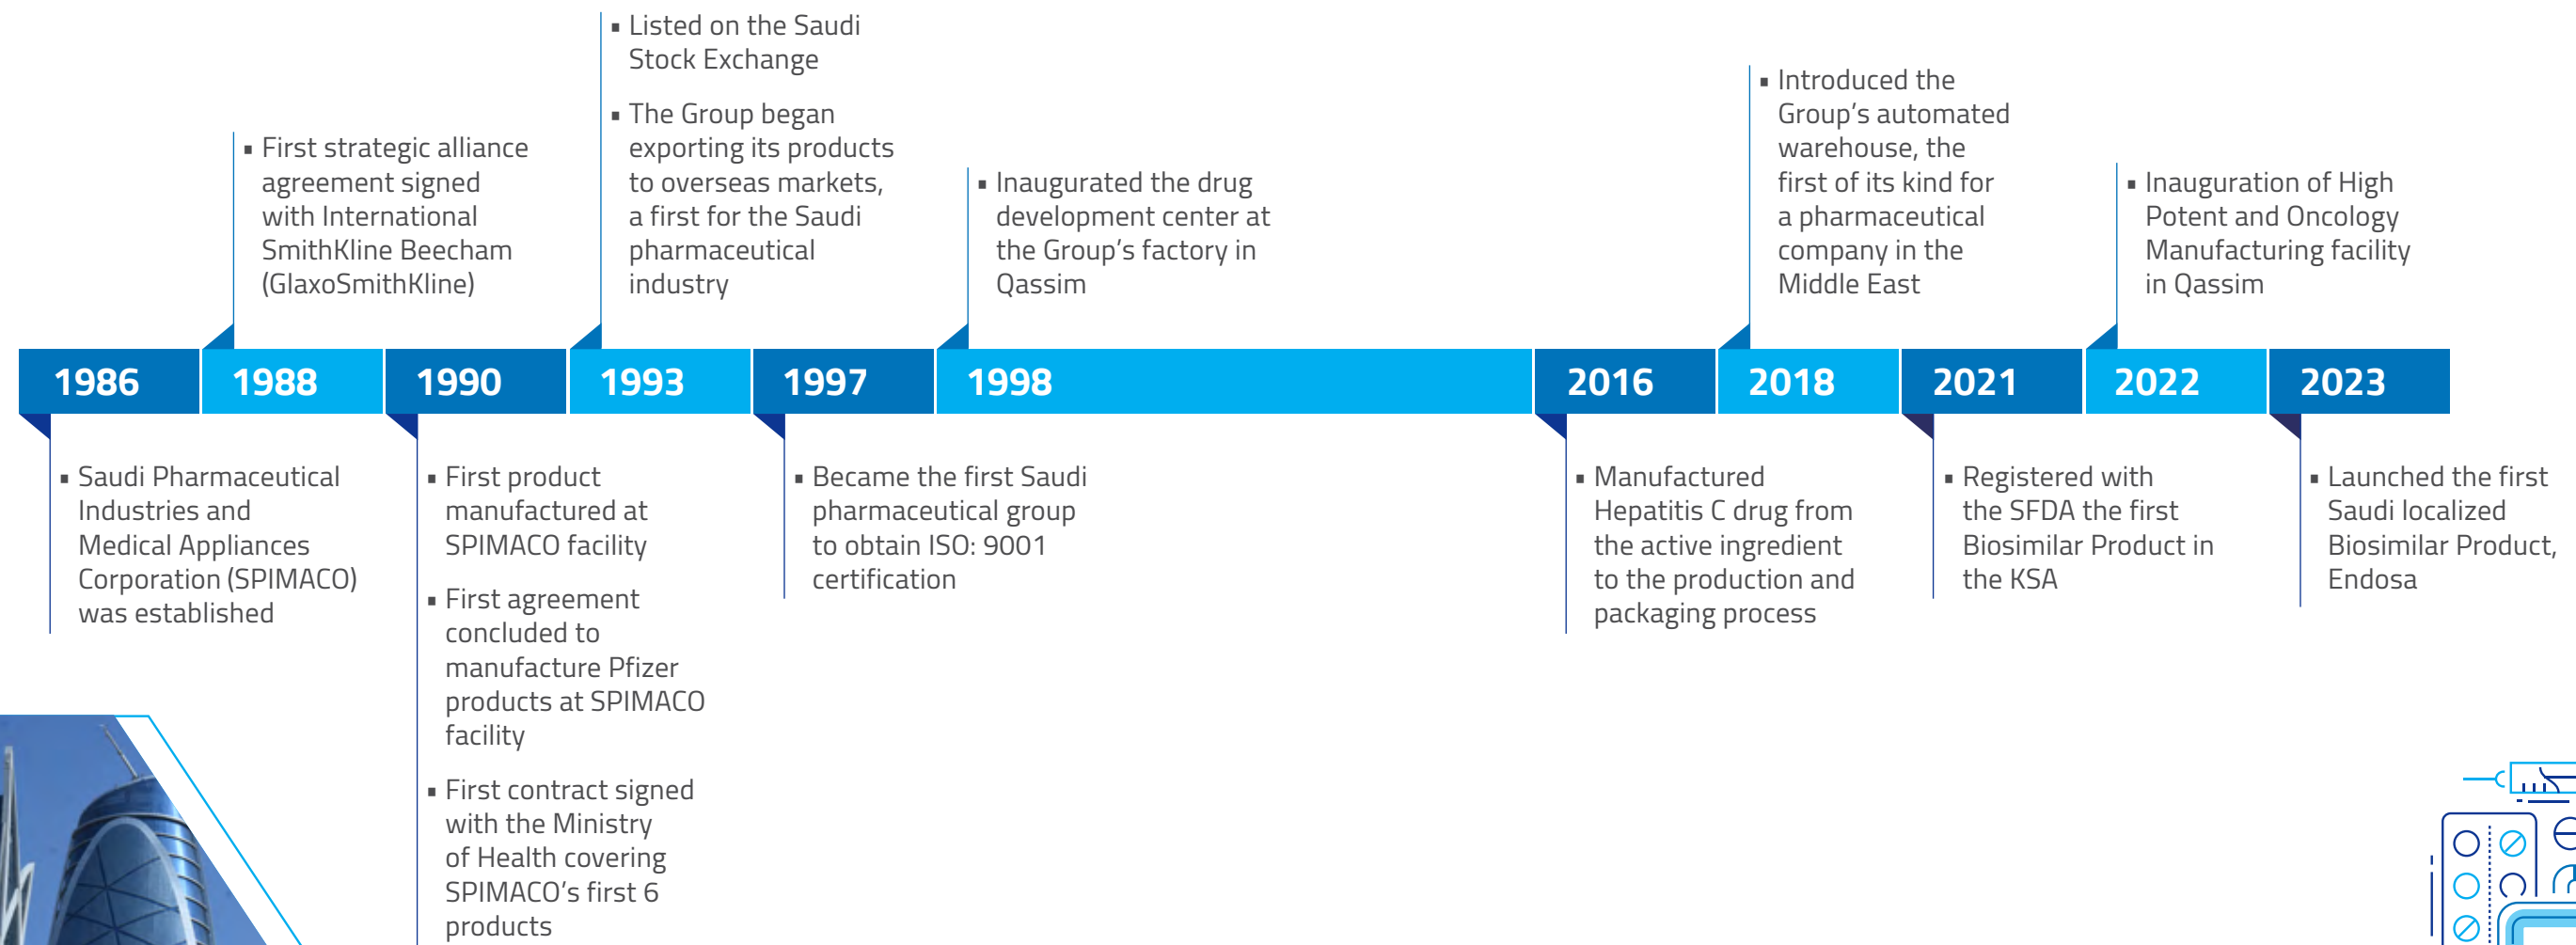 ▪ Listed on the Saudi
Stock Exchange
▪ The Group began
exporting its products
to overseas markets,
a first for the Saudi
pharmaceutical
industry
▪ First strategic alliance
agreement signed
with International
SmithKline Beecham
(GlaxoSmithKline)
▪ Inaugurated the drug
development center at
the Group’s factory in
Qassim
▪ Introduced the
Group’s automated
warehouse, the
first of its kind for
a pharmaceutical
company in the
Middle East
▪ Inauguration of High
Potent and Oncology
Manufacturing facility
in Qassim
1986 1988 1990 1993 1997 1998 2016 2018 2021 2022 2023
▪ Saudi Pharmaceutical
Industries and
Medical Appliances
Corporation (SPIMACO)
was established
▪ First product
manufactured at
SPIMACO facility
▪ First agreement
concluded to
manufacture Pfizer
products at SPIMACO
facility
▪ First contract signed
with the Ministry
of Health covering
SPIMACO’s first 6
products
▪ Became the first Saudi
pharmaceutical group
to obtain ISO: 9001
certification
▪ Manufactured
Hepatitis C drug from
the active ingredient
to the production and
packaging process
▪ Registered with
the SFDA the first
Biosimilar Product in
the KSA
▪ Launched the first
Saudi localized
Biosimilar Product,
Endosa